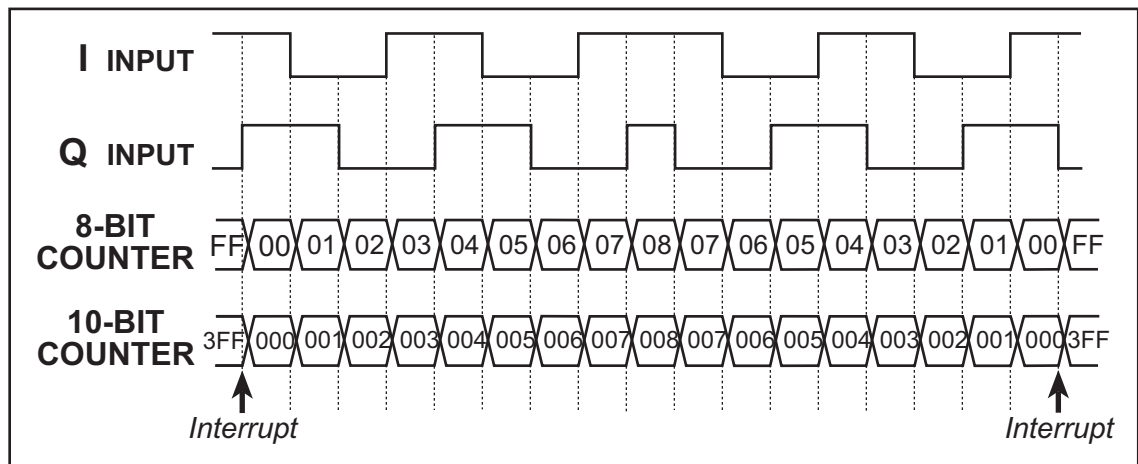 I INPUT
Q INPUT
8-BIT
COUNTER
FF 00 01 02 03 04 05 06 07 08 07 06 05 04 03 02 01 00 FF
10-BIT
COUNTER
3FF 000 001 002 003 004 005 006 007 008 007 006 005 004 003 002 001 000 3FF
Interrupt Interrupt